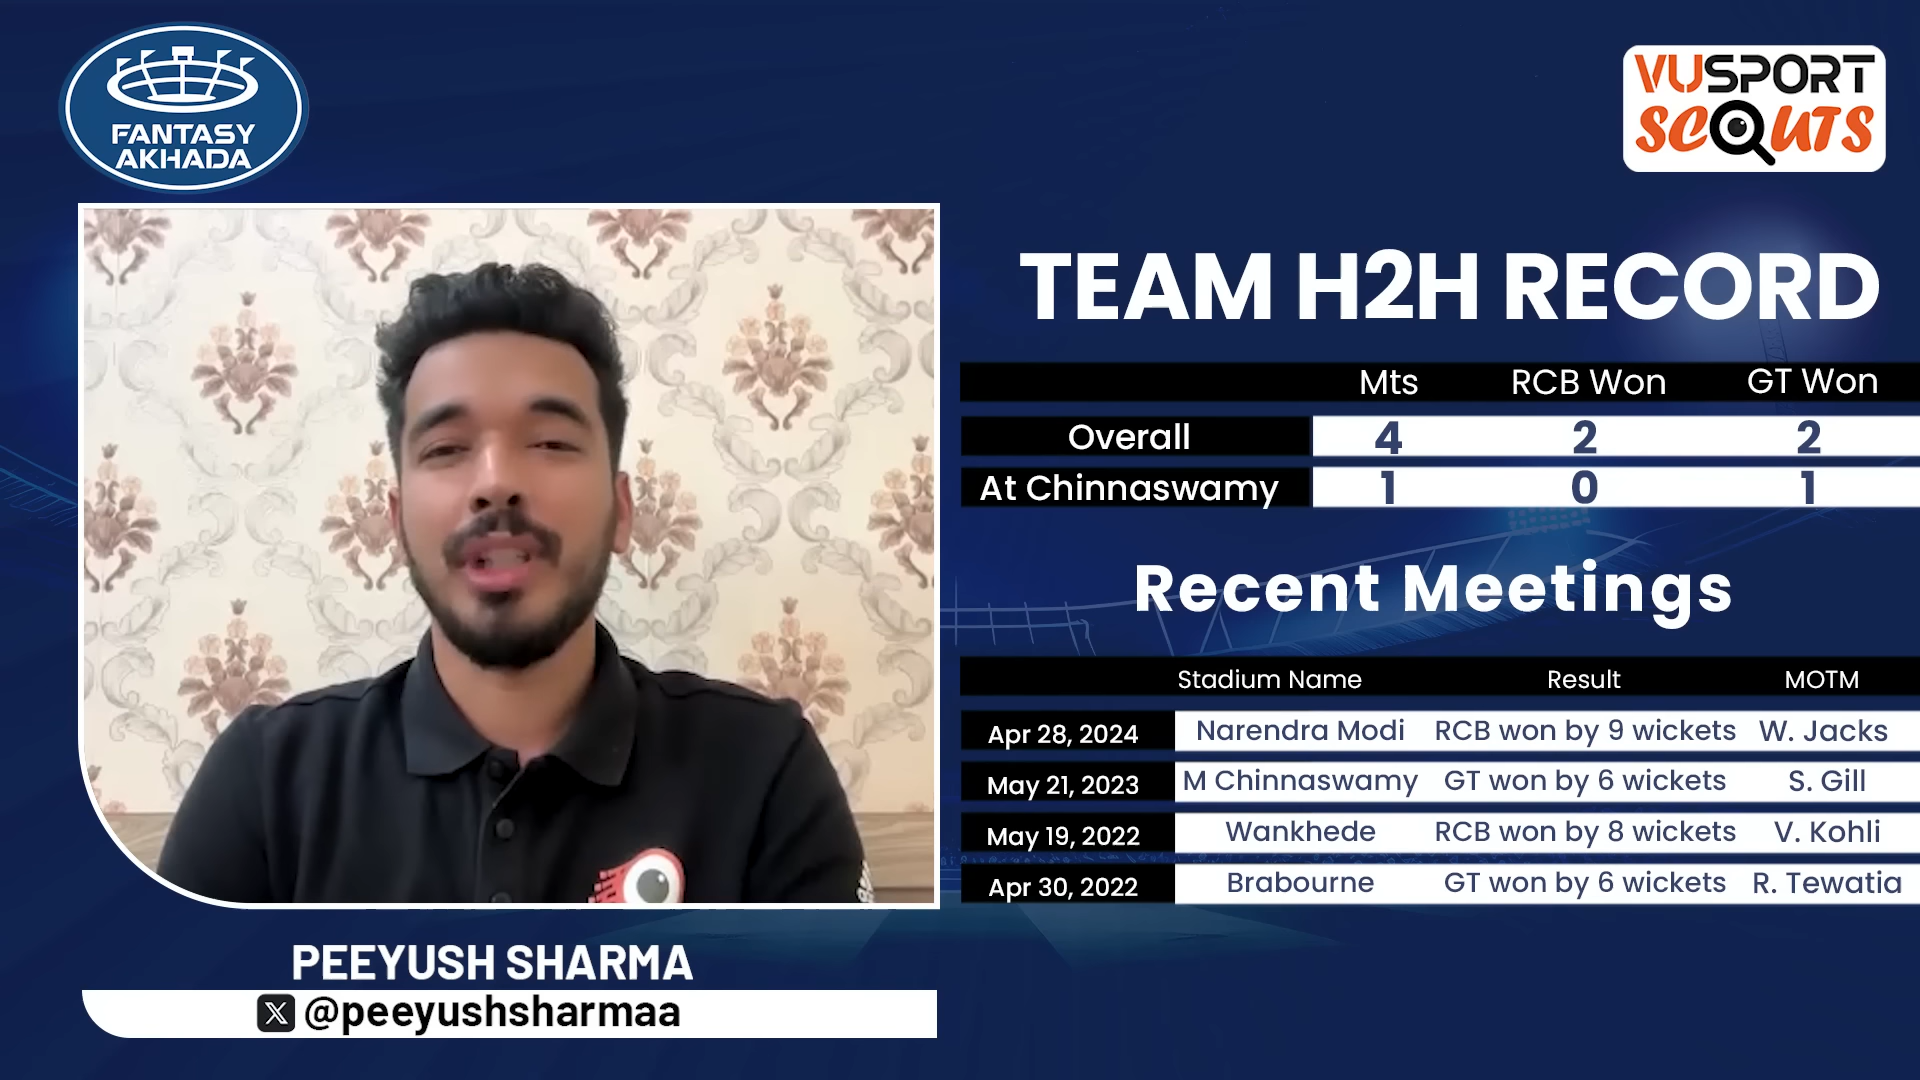 FANTASY
AKHADA
VUSPORT
SCOUTS
TEAM H2H RECORD
Mts RCB Won GT Won
Overall 4 2 2
At Chinnaswamy 1 0 1
Recent Meetings
Stadium Name Result MOTM
Apr 28, 2024 Narendra Modi RCB won by 9 wickets W. Jacks
May 21, 2023 M Chinnaswamy GT won by 6 wickets S. Gill
May 19, 2022 Wankhede RCB won by 8 wickets V. Kohli
Apr 30, 2022 Brabourne GT won by 6 wickets R. Tewatia
PEEYUSH SHARMA
X @peeyushsharmaa